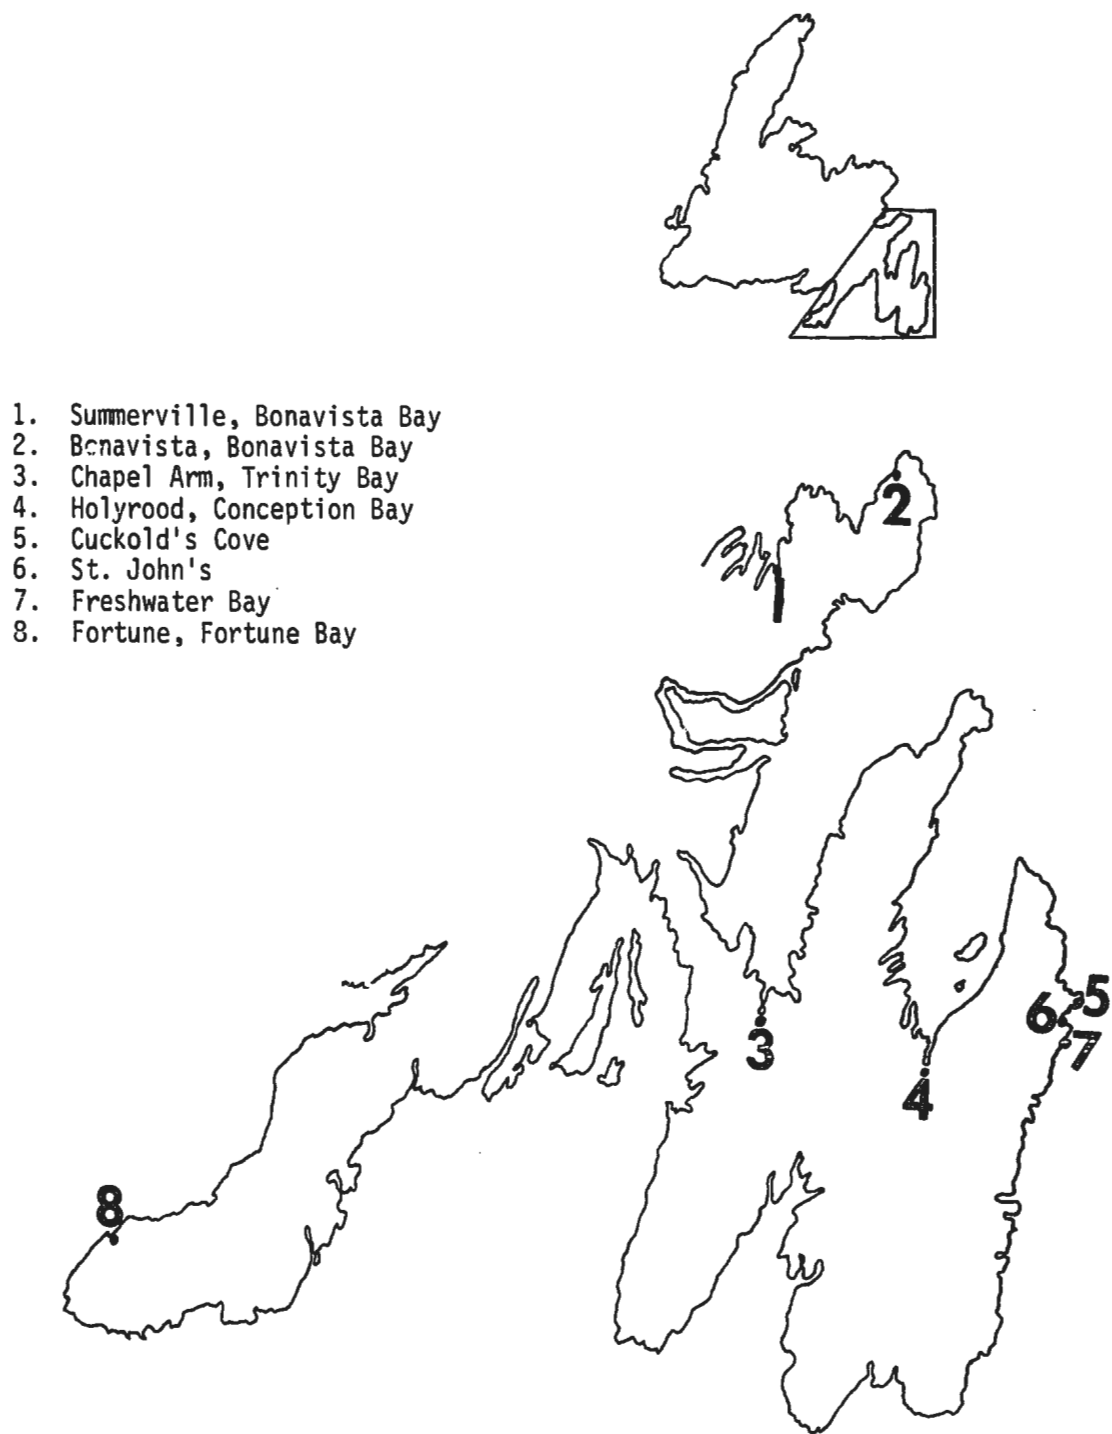 1. Summerville, Bonavista Bay
2. Bonavista, Bonavista Bay
3. Chapel Arm, Trinity Bay
4. Holyrood, Conception Bay
5. Cuckold's Cove
6. St. John's
7. Freshwater Bay
8. Fortune, Fortune Bay
2
1
5
6
7
3
4
8